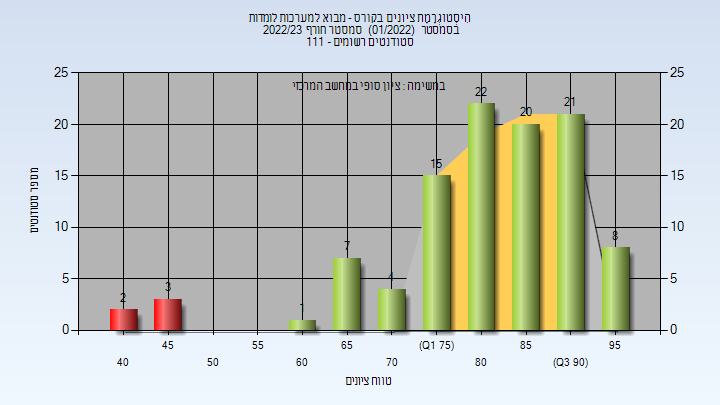 היסטוגרמת ציונים בקורס - מבוא למערכות לומדות
בסמסטר (01/2022) סמסטר חורף 2022/23
סטודנטים רשומים - 111
במשימה : ציון סופי במחשב המרכזי
25 25
20 20
15 15
10 10
5 5
0 0
2 3 1 7 4 15 22 20 21 8
מספר סטודנטים
45 55 65 (Q1 75) 85 95
40 50 60 70 80 (Q3 90)
טווח ציונים